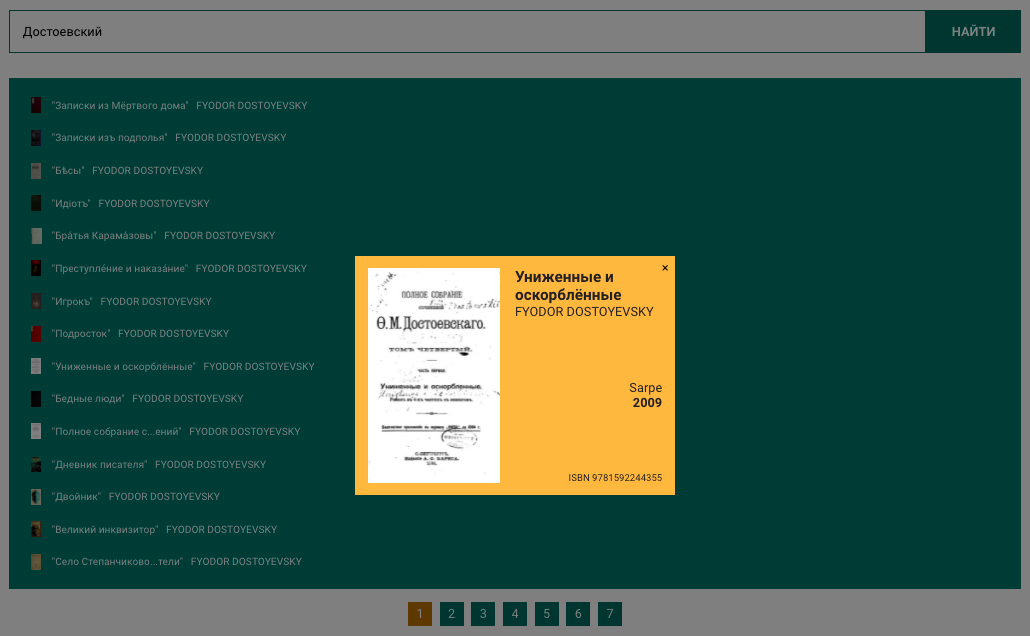 Достоевский
НАЙТИ
"Записки из Мёртвого дома" FYODOR DOSTOYEVSKY
"Записки изъ подполья" FYODOR DOSTOYEVSKY
"Бѣсы" FYODOR DOSTOYEVSKY
"Идіотъ" FYODOR DOSTOYEVSKY
"Бра́тья Карама́зовы" FYODOR DOSTOYEVSKY
"Преступле́ние и наказа́ние" FYODOR DOSTOYEVSKY
"Игрокъ" FYODOR DOSTOYEVSKY
"Подросток" FYODOR DOSTOYEVSKY
"Униженные и оскорблённые" FYODOR DOSTOYEVSKY
"Бедные люди" FYODOR DOSTOYEVSKY
"Полное собрание с...ений" FYODOR DOSTOYEVSKY
"Дневник писателя" FYODOR DOSTOYEVSKY
"Двойник" FYODOR DOSTOYEVSKY
"Великий инквизитор" FYODOR DOSTOYEVSKY
"Село Степанчиково...тели" FYODOR DOSTOYEVSKY
×
ПОЛНОЕ СОБРАНІЕ
СОЧИНЕНІЙ
Ѳ. М. Достоевскаго.
ТОМЪ ЧЕТВЕРТЫЙ.
ЧАСТЬ ПЕРВАЯ
Униженные и оскорбленные.
С.-ПЕТЕРБУРГЪ.
Униженные и
оскорблённые
FYODOR DOSTOYEVSKY
Sarpe
2009
ISBN 9781592244355
1 2 3 4 5 6 7